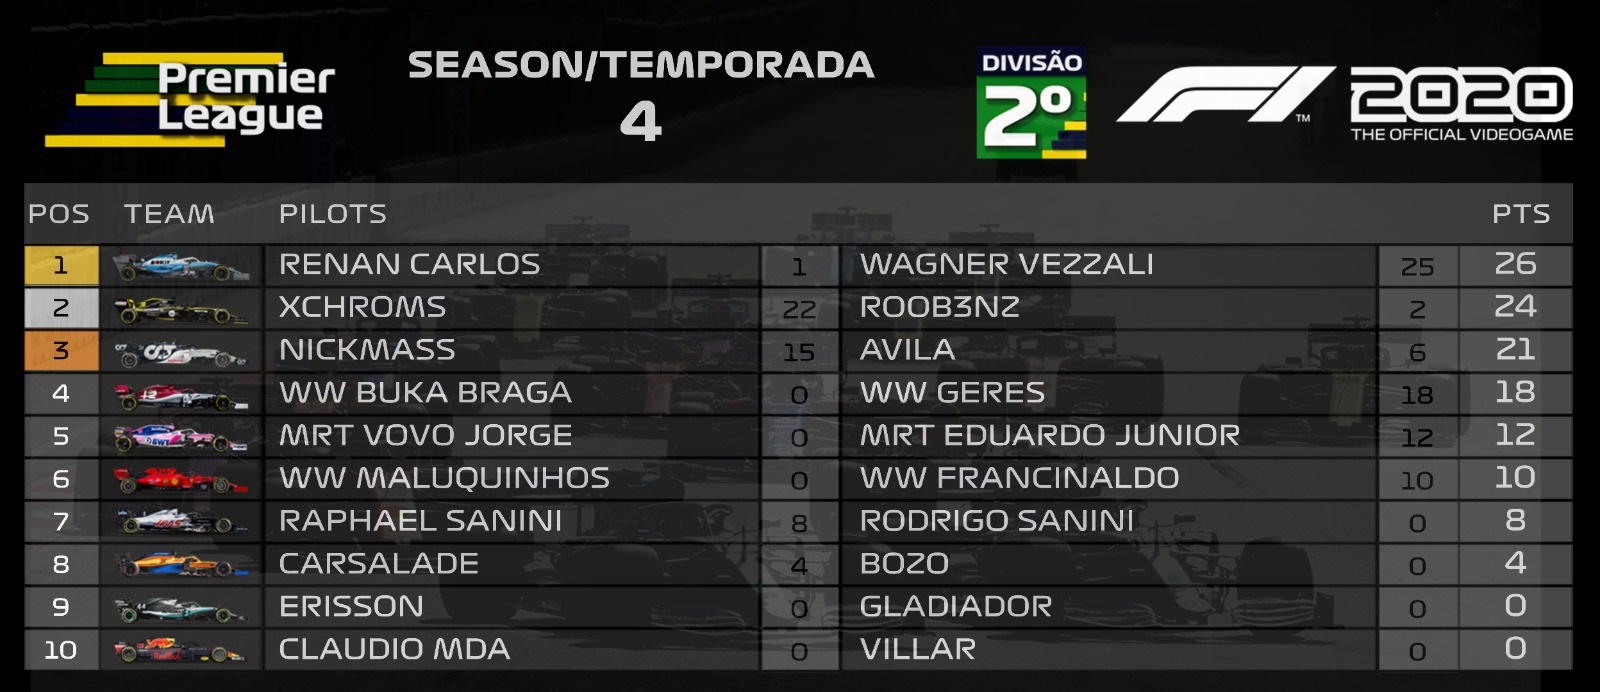 Premier League
SEASON/TEMPORADA
4
DIVISÃO
2º
F1 TM
2020
THE OFFICIAL VIDEOGAME
POS TEAM PILOTS PTS
1 RENAN CARLOS 1 WAGNER VEZZALI 25 26
2 XCHROMS 22 ROOB3NZ 2 24
3 NICKMASS 15 AVILA 6 21
4 WW BUKA BRAGA 0 WW GERES 18 18
5 MRT VOVO JORGE 0 MRT EDUARDO JUNIOR 12 12
6 WW MALUQUINHOS 0 WW FRANCINALDO 10 10
7 RAPHAEL SANINI 8 RODRIGO SANINI 0 8
8 CARSALADE 4 BOZO 0 4
9 ERISSON 0 GLADIADOR 0 0
10 CLAUDIO MDA 0 VILLAR 0 0